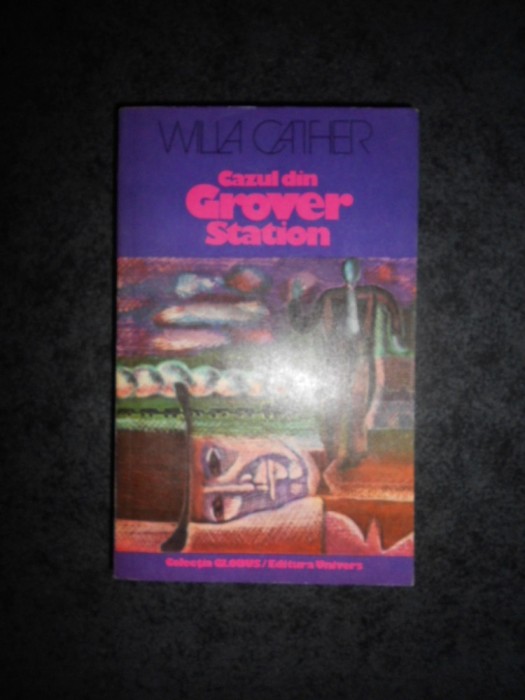 WILLA CATHER
Cazul din
Grover
Station
Colecția GLOBUS/Editura Univers